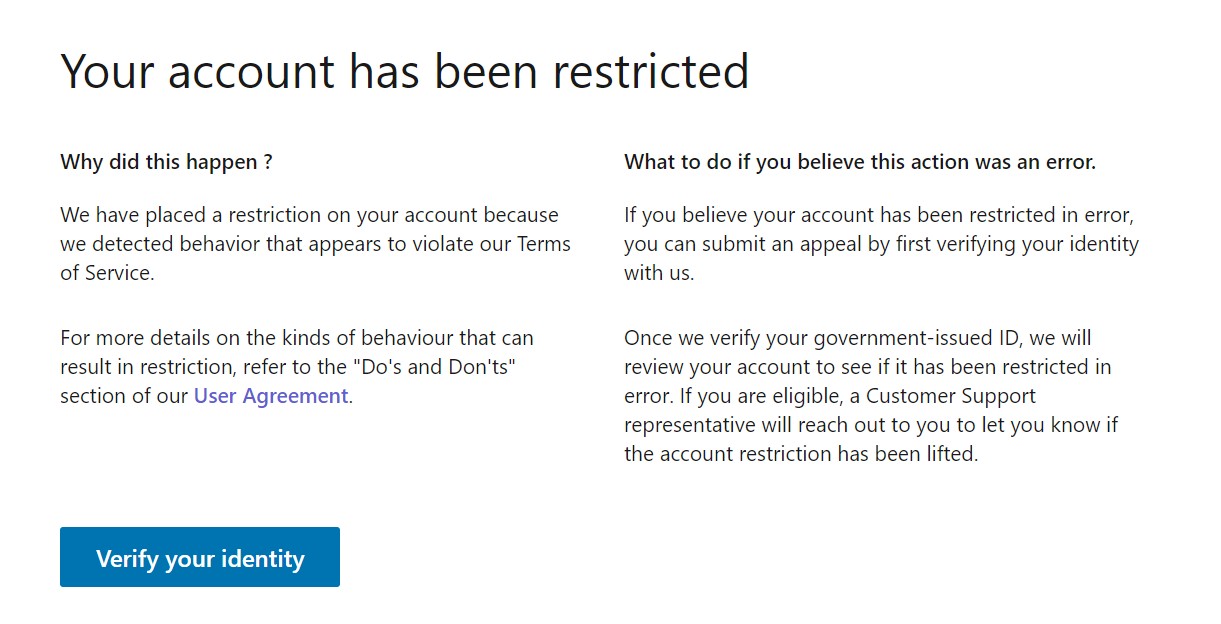 Your account has been restricted
Why did this happen ?
We have placed a restriction on your account because
we detected behavior that appears to violate our Terms
of Service.
For more details on the kinds of behaviour that can
result in restriction, refer to the "Do's and Don'ts"
section of our User Agreement.
What to do if you believe this action was an error.
If you believe your account has been restricted in error,
you can submit an appeal by first verifying your identity
with us.
Once we verify your government-issued ID, we will
review your account to see if it has been restricted in
error. If you are eligible, a Customer Support
representative will reach out to you to let you know if
the account restriction has been lifted.
Verify your identity